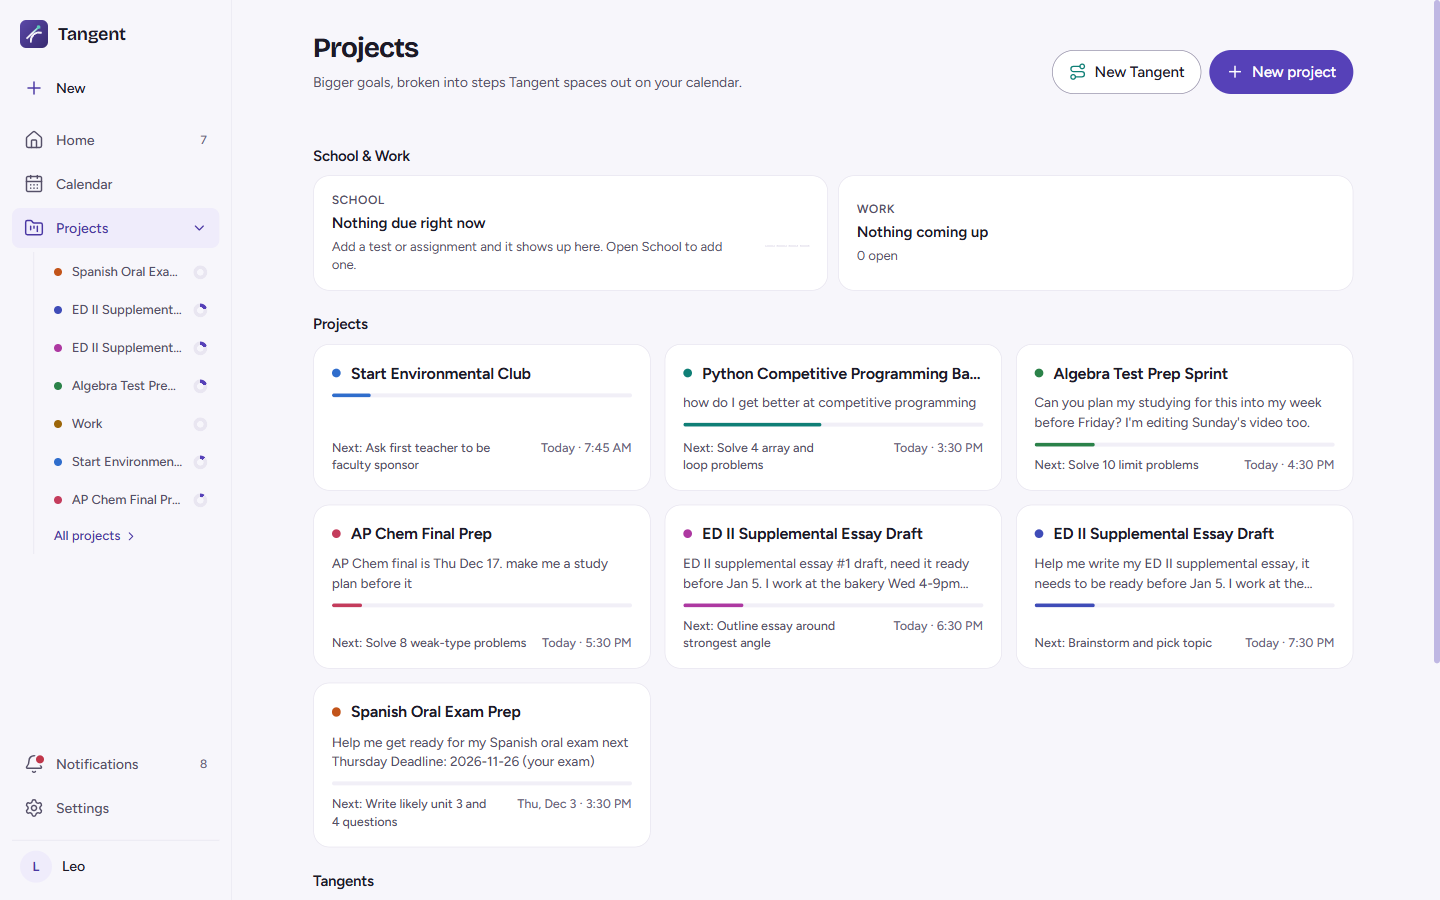 Tangent
New
Home 7
Calendar
Projects
Spanish Oral Exa...
ED II Supplement...
ED II Supplement...
Algebra Test Pre...
Work
Start Environmen...
AP Chem Final Pr...
All projects
Notifications 8
Settings
L Leo
Projects
Bigger goals, broken into steps Tangent spaces out on your calendar.
New Tangent
New project
School & Work
SCHOOL
Nothing due right now
Add a test or assignment and it shows up here. Open School to add
one.
WORK
Nothing coming up
0 open
Projects
Start Environmental Club
Next: Ask first teacher to be
faculty sponsor
Today · 7:45 AM
Python Competitive Programming Ba...
how do I get better at competitive programming
Next: Solve 4 array and
loop problems
Today · 3:30 PM
Algebra Test Prep Sprint
Can you plan my studying for this into my week
before Friday? I'm editing Sunday's video too.
Next: Solve 10 limit problems
Today · 4:30 PM
AP Chem Final Prep
AP Chem final is Thu Dec 17. make me a study
plan before it
Next: Solve 8 weak-type problems
Today · 5:30 PM
ED II Supplemental Essay Draft
ED II supplemental essay #1 draft, need it ready
before Jan 5. I work at the bakery Wed 4-9pm...
Next: Outline essay around
strongest angle
Today · 6:30 PM
ED II Supplemental Essay Draft
Help me write my ED II supplemental essay, it
needs to be ready before Jan 5. I work at the...
Next: Brainstorm and pick topic
Today · 7:30 PM
Spanish Oral Exam Prep
Help me get ready for my Spanish oral exam next
Thursday Deadline: 2026-11-26 (your exam)
Next: Write likely unit 3 and
4 questions
Thu, Dec 3 · 3:30 PM
Tangents